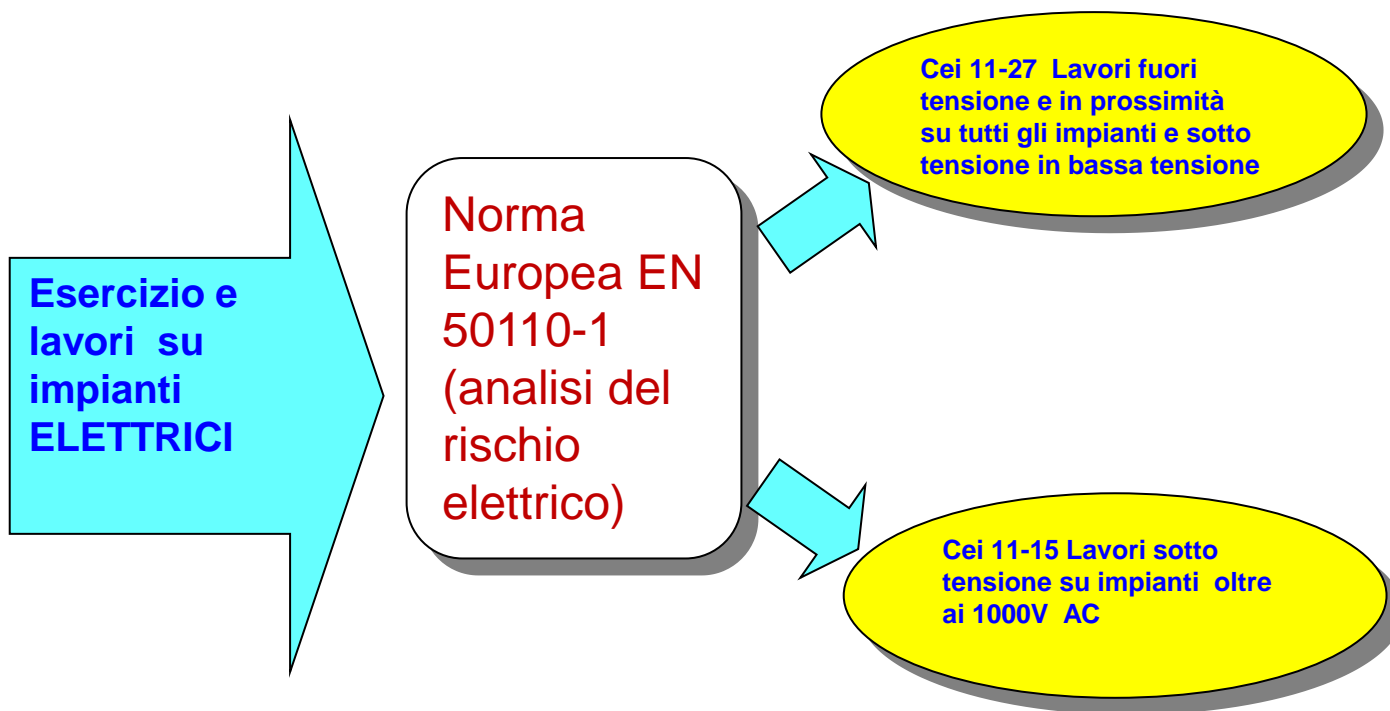 Esercizio e
lavori su
impianti
ELETTRICI
Norma
Europea EN
50110-1
(analisi del
rischio
elettrico)
Cei 11-27 Lavori fuori
tensione e in prossimità
su tutti gli impianti e sotto
tensione in bassa tensione
Cei 11-15 Lavori sotto
tensione su impianti oltre
ai 1000V AC